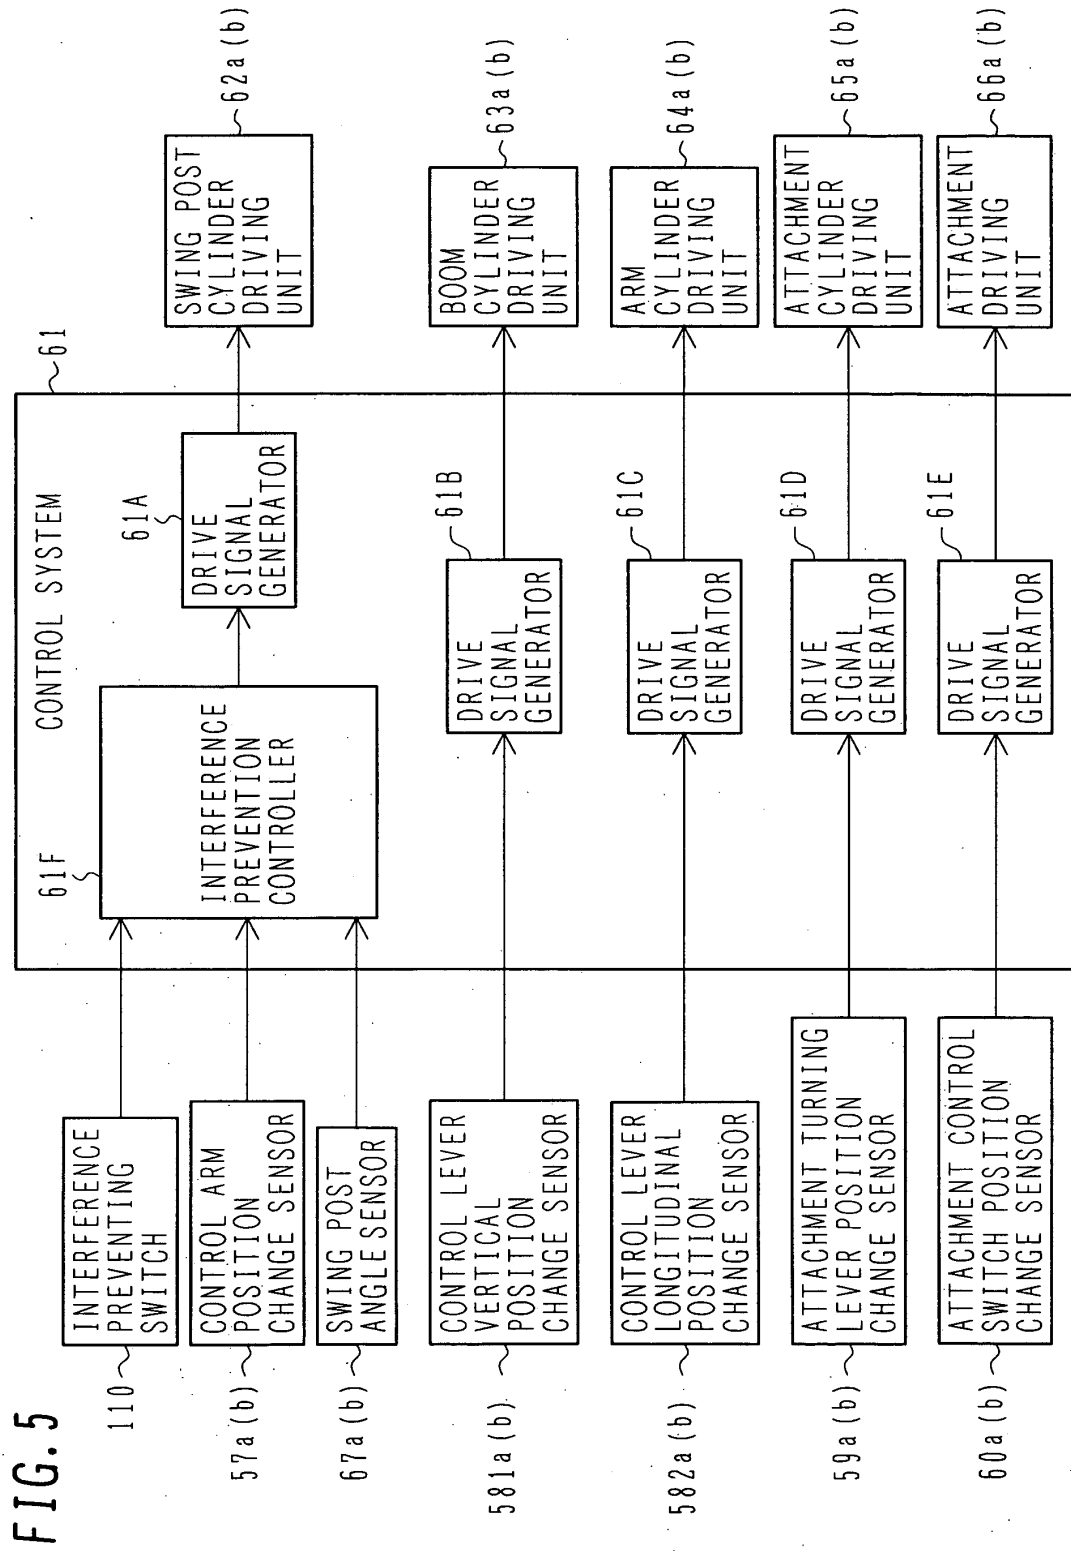 FIG.5
CONTROL SYSTEM
61
110
INTERFERENCE
PREVENTING
SWITCH
57a(b)
CONTROL ARM
POSITION
CHANGE SENSOR
67a(b)
SWING POST
ANGLE SENSOR
61F
INTERFERENCE
PREVENTION
CONTROLLER
61A
DRIVE
SIGNAL
GENERATOR
62a(b)
SWING POST
CYLINDER
DRIVING
UNIT
581a(b)
CONTROL LEVER
VERTICAL
POSITION
CHANGE SENSOR
61B
DRIVE
SIGNAL
GENERATOR
63a(b)
BOOM
CYLINDER
DRIVING
UNIT
582a(b)
CONTROL LEVER
LONGITUDINAL
POSITION
CHANGE SENSOR
61C
DRIVE
SIGNAL
GENERATOR
64a(b)
ARM
CYLINDER
DRIVING
UNIT
59a(b)
ATTACHMENT TURNING
LEVER POSITION
CHANGE SENSOR
61D
DRIVE
SIGNAL
GENERATOR
65a(b)
ATTACHMENT
CYLINDER
DRIVING
UNIT
60a(b)
ATTACHMENT CONTROL
SWITCH POSITION
CHANGE SENSOR
61E
DRIVE
SIGNAL
GENERATOR
66a(b)
ATTACHMENT
DRIVING
UNIT